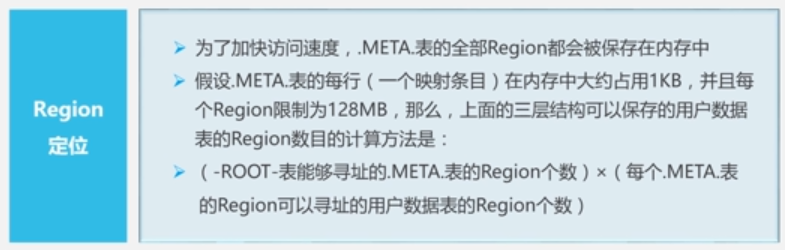 Region
定位
为了加快访问速度，.META.表的全部Region都会被保存在内存中
假设.META.表的每行（一个映射条目）在内存中大约占用1KB，并且每
个Region限制为128MB，那么，上面的三层结构可以保存的用户数据
表的Region数目的计算方法是：
（-ROOT-表能够寻址的.META.表的Region个数）×（每个.META.表
的Region可以寻址的用户数据表的Region个数）